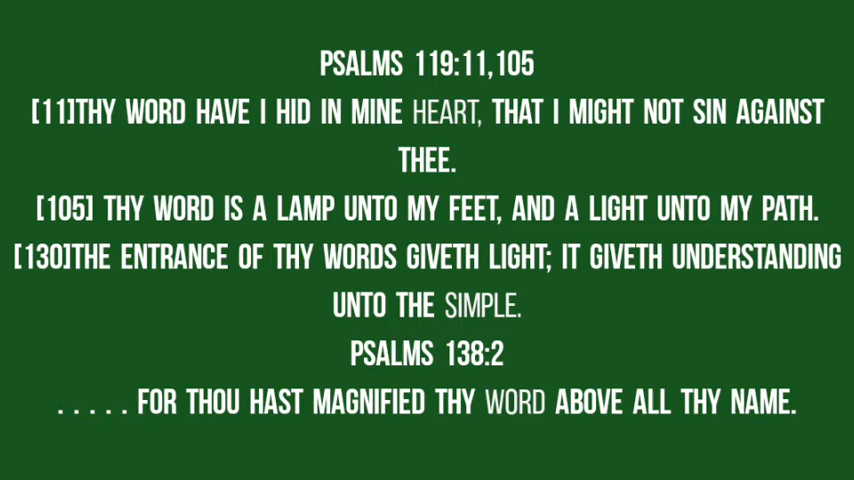 PSALMS 119:11,105
[11]THY WORD HAVE I HID IN MINE HEART, THAT I MIGHT NOT SIN AGAINST
THEE.
[105] THY WORD IS A LAMP UNTO MY FEET, AND A LIGHT UNTO MY PATH.
[130]THE ENTRANCE OF THY WORDS GIVETH LIGHT; IT GIVETH UNDERSTANDING
UNTO THE SIMPLE.
PSALMS 138:2
. . . . . FOR THOU HAST MAGNIFIED THY WORD ABOVE ALL THY NAME.